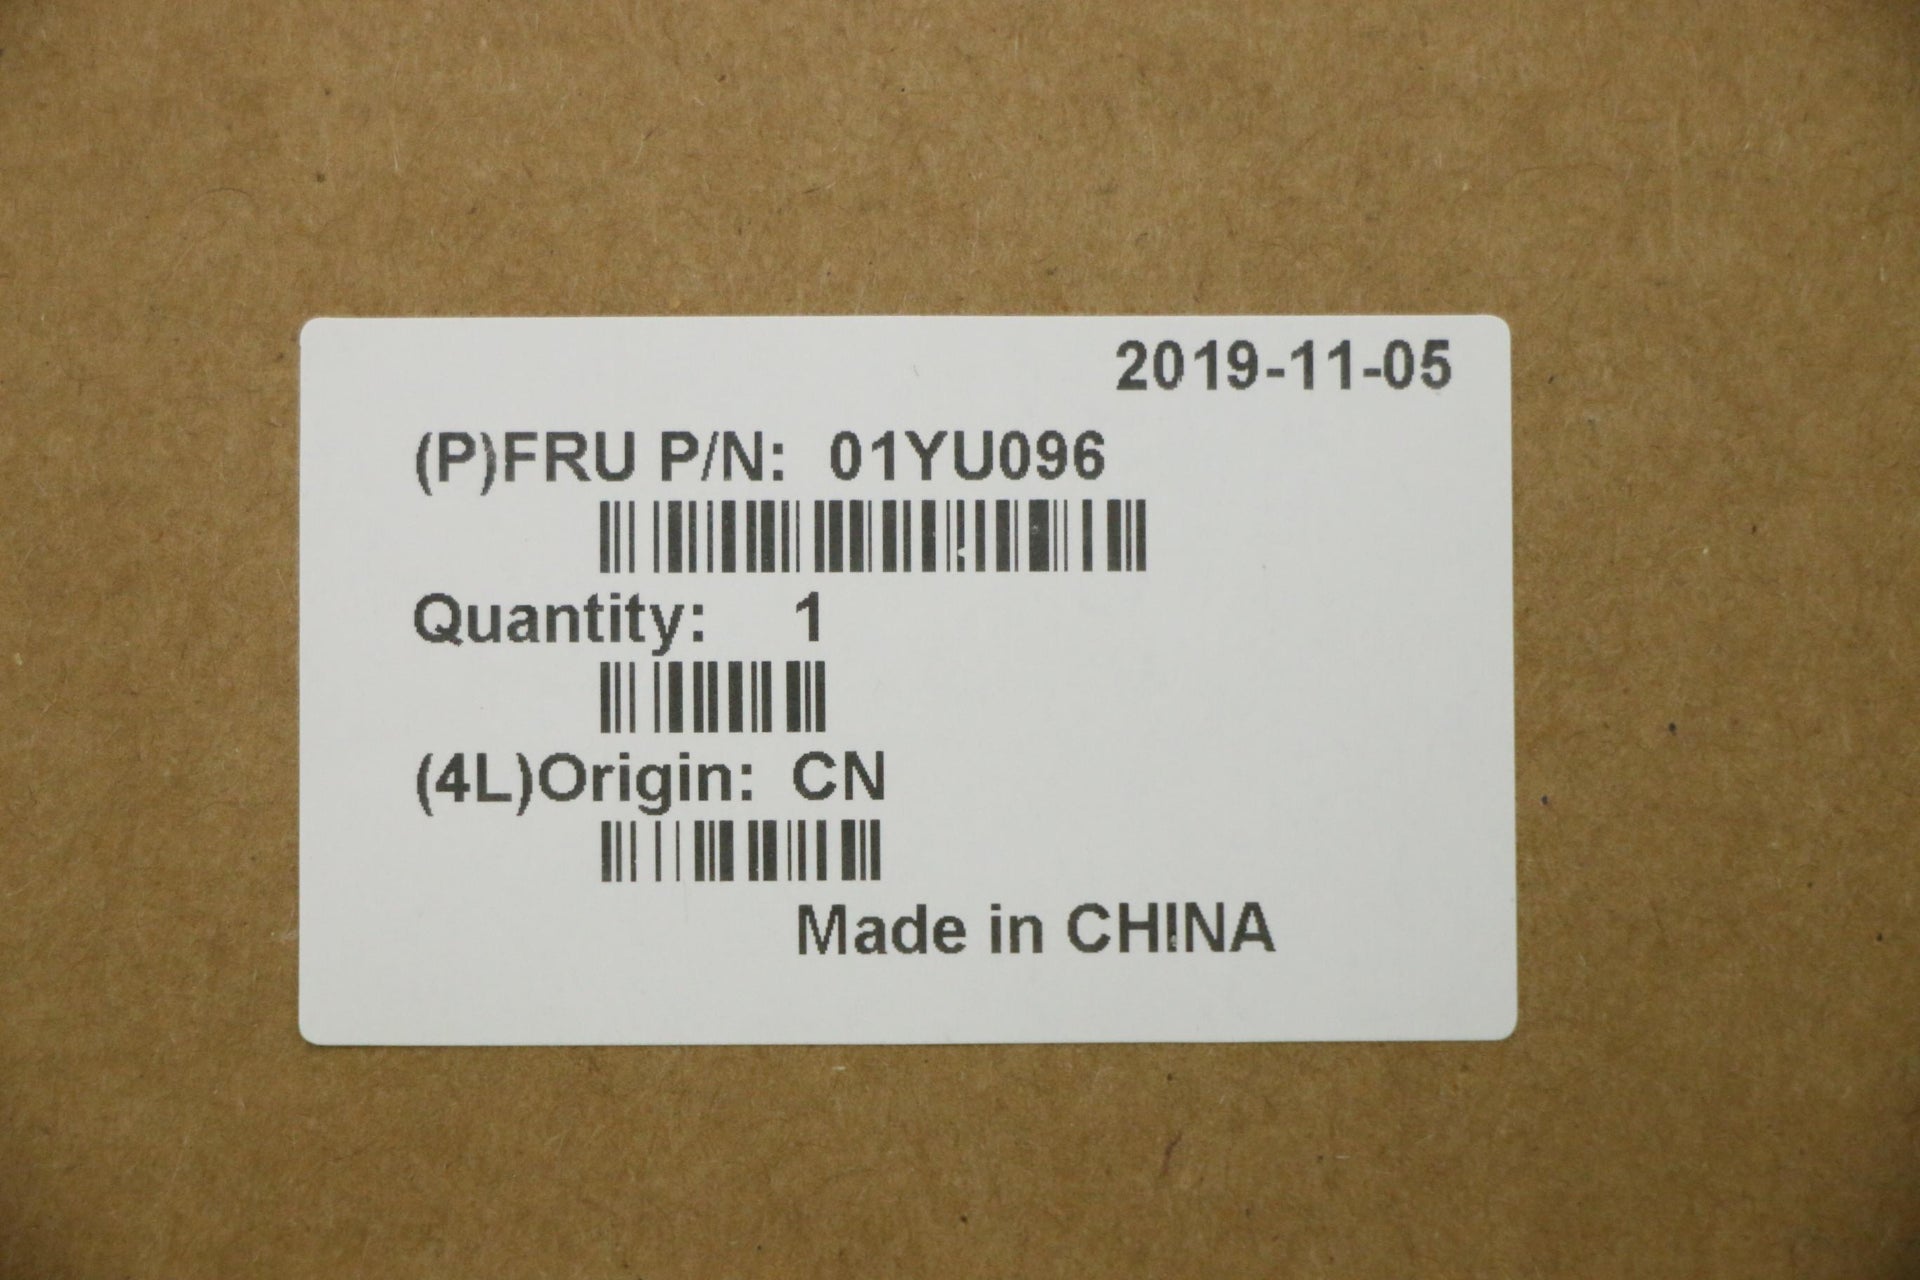 2019-11-05
(P)FRU P/N: 01YU096
Quantity: 1
(4L)Origin: CN
Made in CHINA